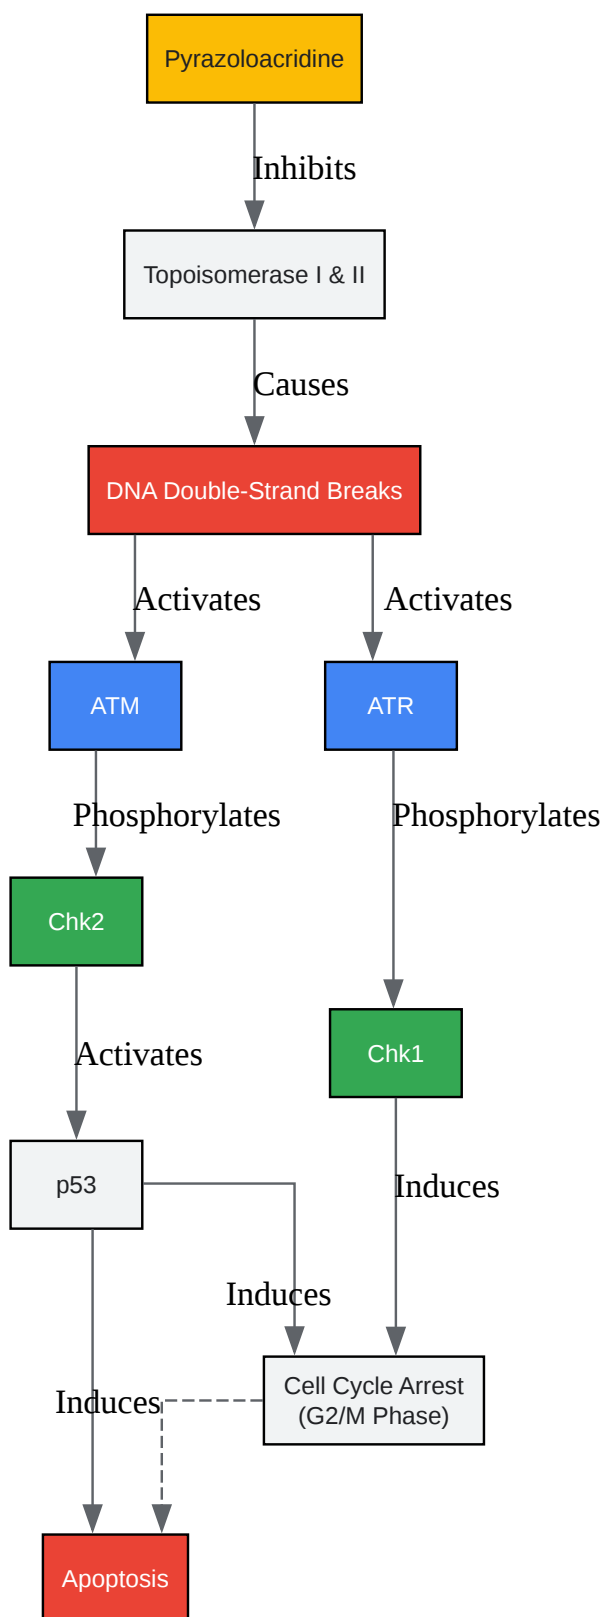 Pyrazoloacridine
Inhibits
Topoisomerase I & II
Causes
DNA Double-Strand Breaks
Activates
Activates
ATM
ATR
Phosphorylates
Phosphorylates
Chk2
Chk1
Activates
p53
Induces
Induces
Cell Cycle Arrest
(G2/M Phase)
Induces
Apoptosis